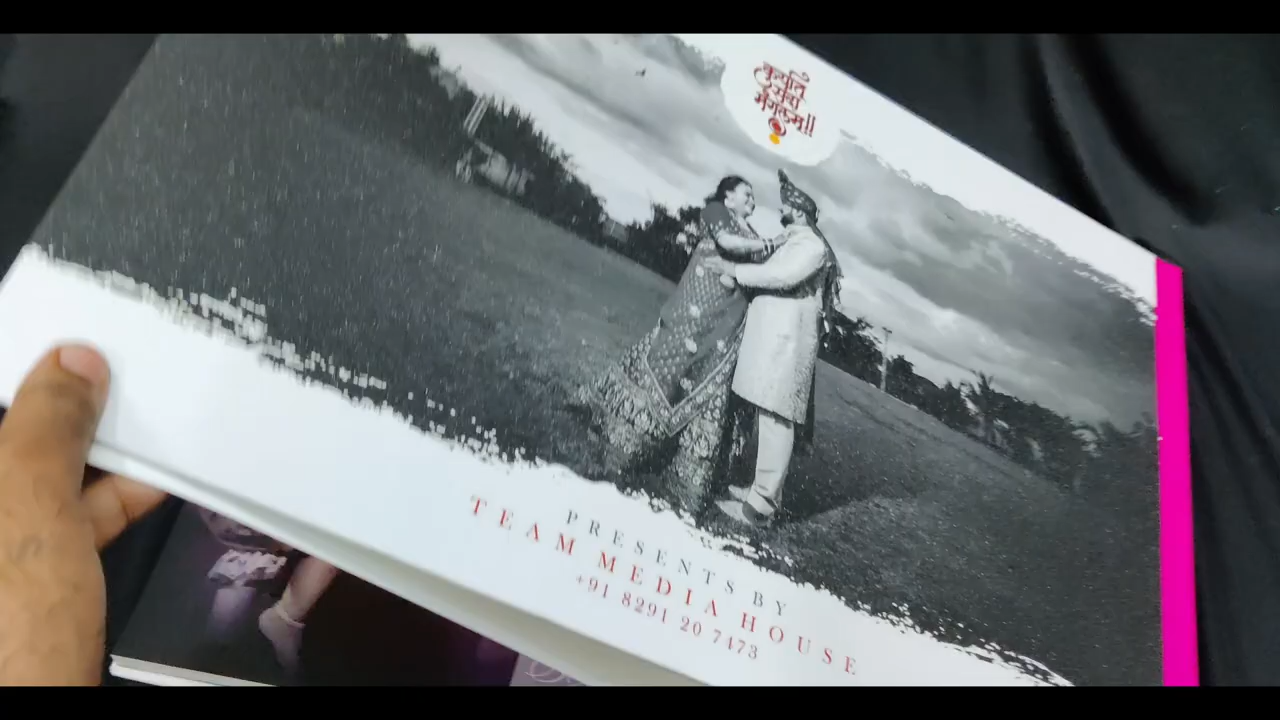 कुर्यात
सदा
मंगलम्!!
PRESENTS BY
TEAM MEDIA HOUSE
+91 8291 20 7473